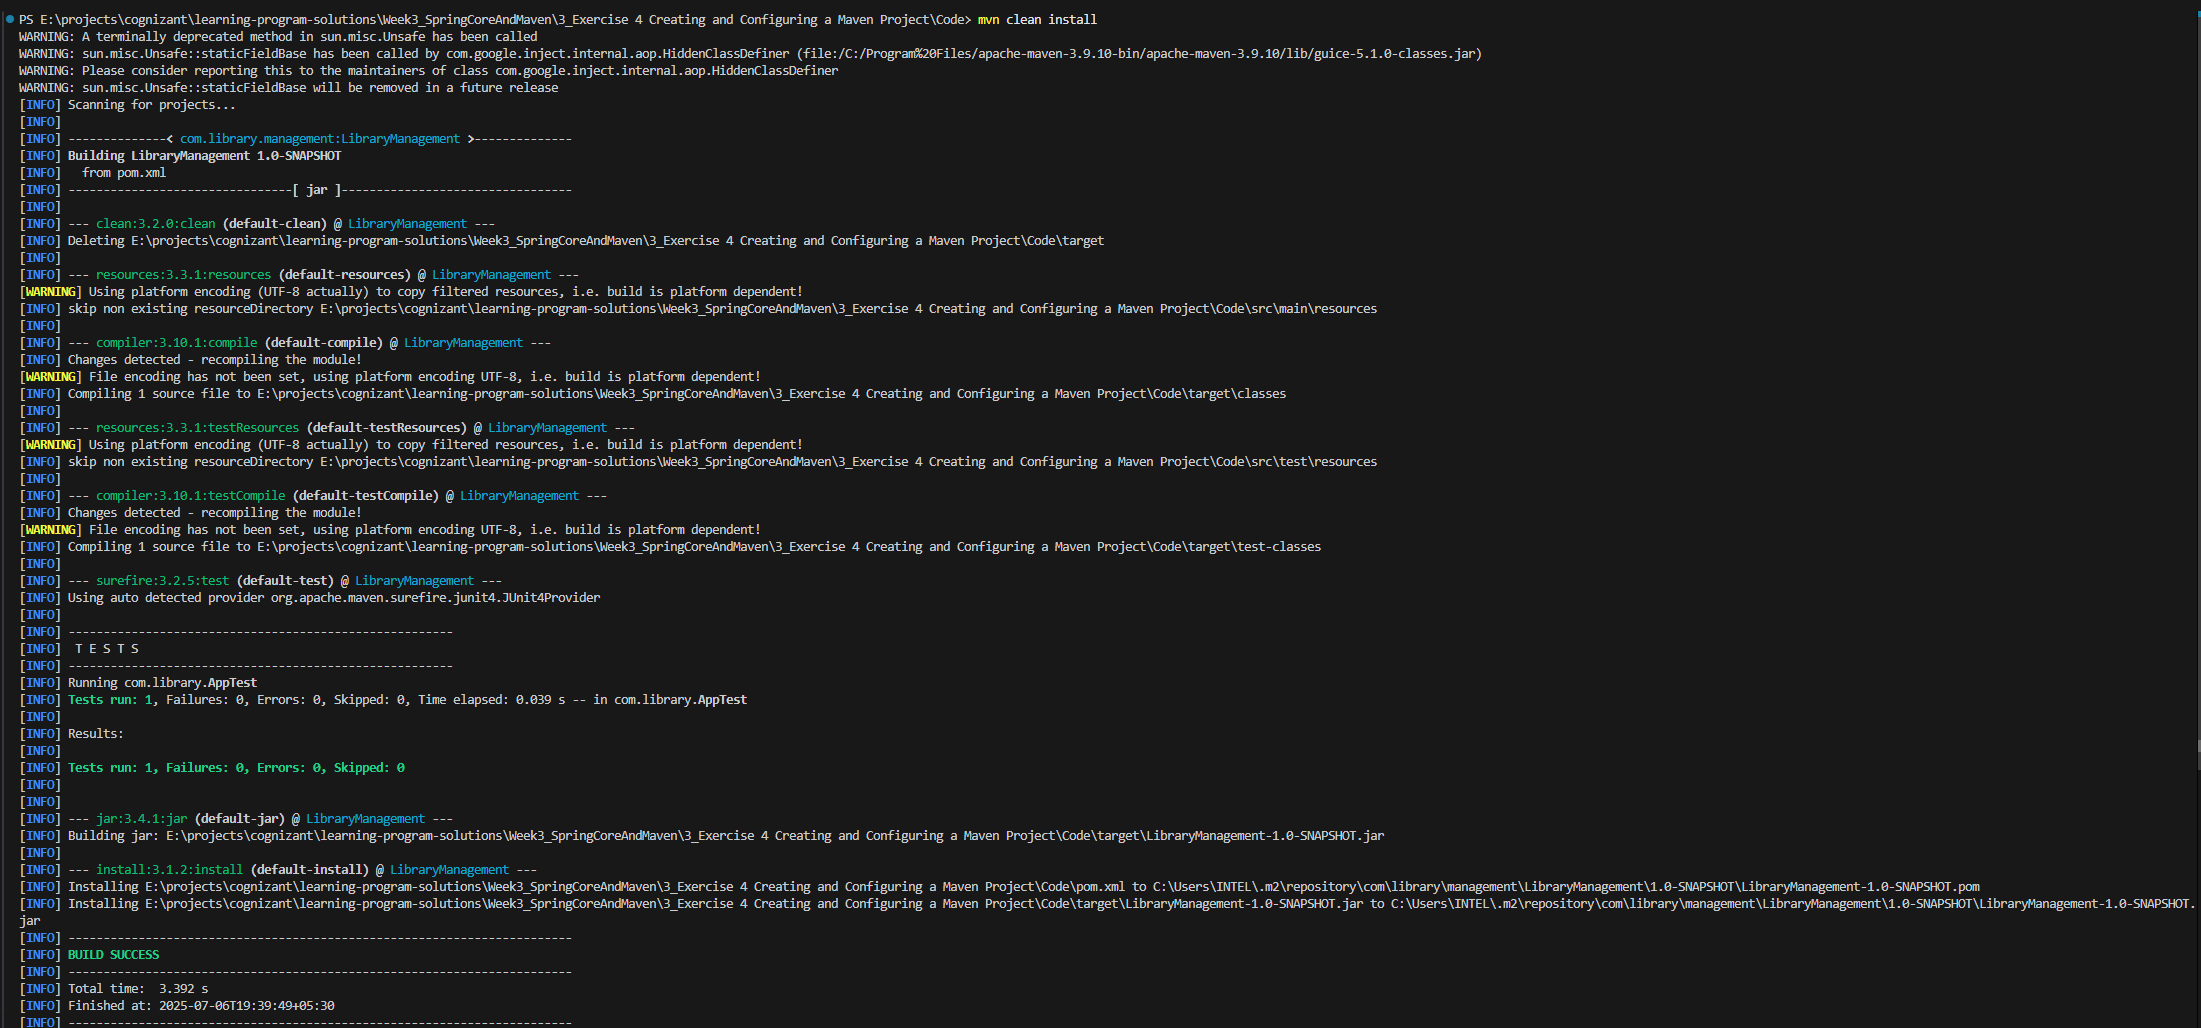 PS E:\projects\cognizant\learning-program-solutions\Week3_SpringCoreAndMaven\3_Exercise 4 Creating and Configuring a Maven Project\Code> mvn clean install
WARNING: A terminally deprecated method in sun.misc.Unsafe has been called
WARNING: sun.misc.Unsafe::staticFieldBase has been called by com.google.inject.internal.aop.HiddenClassDefiner (file:/C:/Program%20Files/apache-maven-3.9.10-bin/apache-maven-3.9.10/lib/guice-5.1.0-classes.jar)
WARNING: Please consider reporting this to the maintainers of class com.google.inject.internal.aop.HiddenClassDefiner
WARNING: sun.misc.Unsafe::staticFieldBase will be removed in a future release
[INFO] Scanning for projects...
[INFO]
[INFO] --------------< com.library.management:LibraryManagement >--------------
[INFO] Building LibraryManagement 1.0-SNAPSHOT
[INFO]   from pom.xml
[INFO] --------------------------------[ jar ]---------------------------------
[INFO]
[INFO] --- clean:3.2.0:clean (default-clean) @ LibraryManagement ---
[INFO] Deleting E:\projects\cognizant\learning-program-solutions\Week3_SpringCoreAndMaven\3_Exercise 4 Creating and Configuring a Maven Project\Code\target
[INFO]
[INFO] --- resources:3.3.1:resources (default-resources) @ LibraryManagement ---
[WARNING] Using platform encoding (UTF-8 actually) to copy filtered resources, i.e. build is platform dependent!
[INFO] skip non existing resourceDirectory E:\projects\cognizant\learning-program-solutions\Week3_SpringCoreAndMaven\3_Exercise 4 Creating and Configuring a Maven Project\Code\src\main\resources
[INFO]
[INFO] --- compiler:3.10.1:compile (default-compile) @ LibraryManagement ---
[INFO] Changes detected - recompiling the module!
[WARNING] File encoding has not been set, using platform encoding UTF-8, i.e. build is platform dependent!
[INFO] Compiling 1 source file to E:\projects\cognizant\learning-program-solutions\Week3_SpringCoreAndMaven\3_Exercise 4 Creating and Configuring a Maven Project\Code\target\classes
[INFO]
[INFO] --- resources:3.3.1:testResources (default-testResources) @ LibraryManagement ---
[WARNING] Using platform encoding (UTF-8 actually) to copy filtered resources, i.e. build is platform dependent!
[INFO] skip non existing resourceDirectory E:\projects\cognizant\learning-program-solutions\Week3_SpringCoreAndMaven\3_Exercise 4 Creating and Configuring a Maven Project\Code\src\test\resources
[INFO]
[INFO] --- compiler:3.10.1:testCompile (default-testCompile) @ LibraryManagement ---
[INFO] Changes detected - recompiling the module!
[WARNING] File encoding has not been set, using platform encoding UTF-8, i.e. build is platform dependent!
[INFO] Compiling 1 source file to E:\projects\cognizant\learning-program-solutions\Week3_SpringCoreAndMaven\3_Exercise 4 Creating and Configuring a Maven Project\Code\target\test-classes
[INFO]
[INFO] --- surefire:3.2.5:test (default-test) @ LibraryManagement ---
[INFO] Using auto detected provider org.apache.maven.surefire.junit4.JUnit4Provider
[INFO]
[INFO] -------------------------------------------------------
[INFO]  T E S T S
[INFO] -------------------------------------------------------
[INFO] Running com.library.AppTest
[INFO] Tests run: 1, Failures: 0, Errors: 0, Skipped: 0, Time elapsed: 0.039 s -- in com.library.AppTest
[INFO]
[INFO] Results:
[INFO]
[INFO] Tests run: 1, Failures: 0, Errors: 0, Skipped: 0
[INFO]
[INFO]
[INFO] --- jar:3.4.1:jar (default-jar) @ LibraryManagement ---
[INFO] Building jar: E:\projects\cognizant\learning-program-solutions\Week3_SpringCoreAndMaven\3_Exercise 4 Creating and Configuring a Maven Project\Code\target\LibraryManagement-1.0-SNAPSHOT.jar
[INFO]
[INFO] --- install:3.1.2:install (default-install) @ LibraryManagement ---
[INFO] Installing E:\projects\cognizant\learning-program-solutions\Week3_SpringCoreAndMaven\3_Exercise 4 Creating and Configuring a Maven Project\Code\pom.xml to C:\Users\INTEL\.m2\repository\com\library\management\LibraryManagement\1.0-SNAPSHOT\LibraryManagement-1.0-SNAPSHOT.pom
[INFO] Installing E:\projects\cognizant\learning-program-solutions\Week3_SpringCoreAndMaven\3_Exercise 4 Creating and Configuring a Maven Project\Code\target\LibraryManagement-1.0-SNAPSHOT.jar to C:\Users\INTEL\.m2\repository\com\library\management\LibraryManagement\1.0-SNAPSHOT\LibraryManagement-1.0-SNAPSHOT.
jar
[INFO] ------------------------------------------------------------------------
[INFO] BUILD SUCCESS
[INFO] ------------------------------------------------------------------------
[INFO] Total time:  3.392 s
[INFO] Finished at: 2025-07-06T19:39:49+05:30
[INFO] ------------------------------------------------------------------------